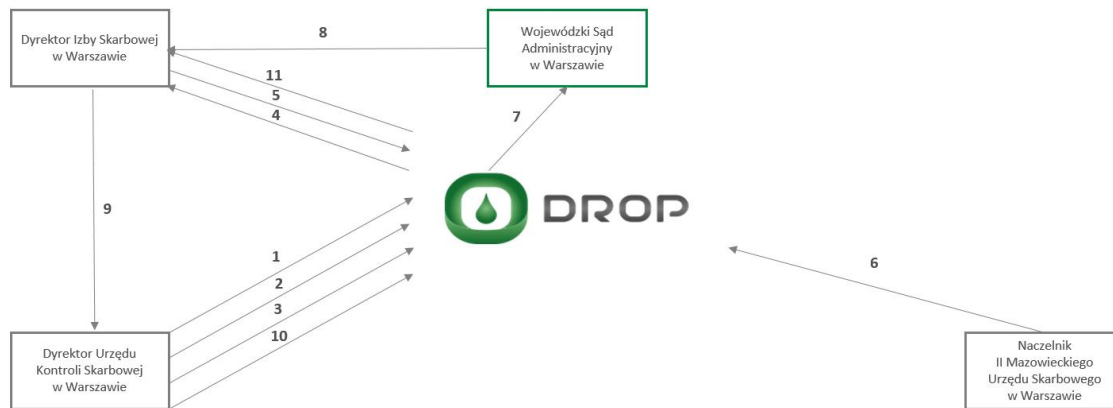 Dyrektor Izby Skarbowej
w Warszawie
8
Wojewódzki Sąd
Administracyjny
w Warszawie
11
5
4
7
DROP
9
1
2
3
10
6
Dyrektor Urzędu
Kontroli Skarbowej
w Warszawie
Naczelnik
II Mazowieckiego
Urzędu Skarbowego
w Warszawie